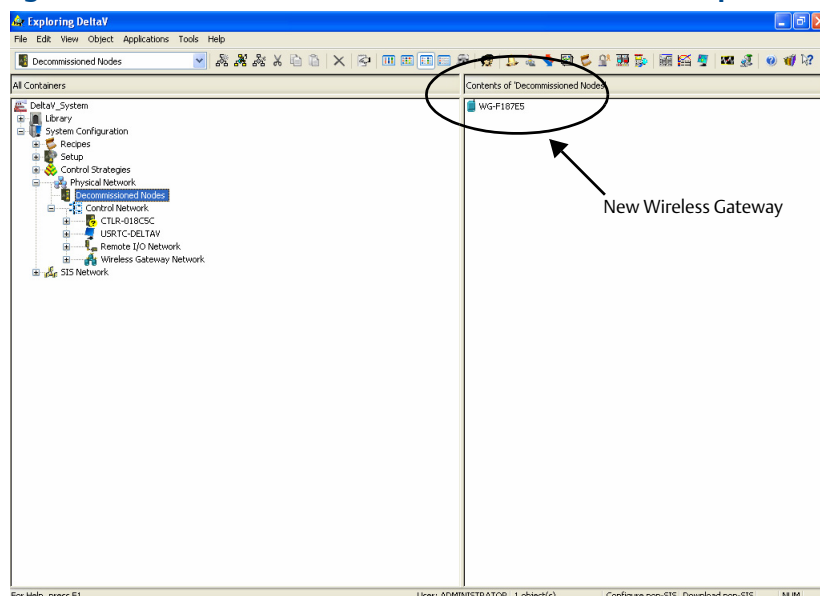 Exploring DeltaV
File Edit View Object Applications Tools Help
Decommissioned Nodes
All Containers
Contents of 'Decommissioned Nodes'
DeltaV_System
Library
System Configuration
Recipes
Setup
Control Strategies
Physical Network
Decommissioned Nodes
Control Network
CTLR-018C5C
USRTC-DELTAV
Remote I/O Network
Wireless Gateway Network
SIS Network
WG-F187E5
New Wireless Gateway
For Help, press F1
User: ADMINISTRATOR 1 object(s) Configure non-SIS Download non-SIS NUM